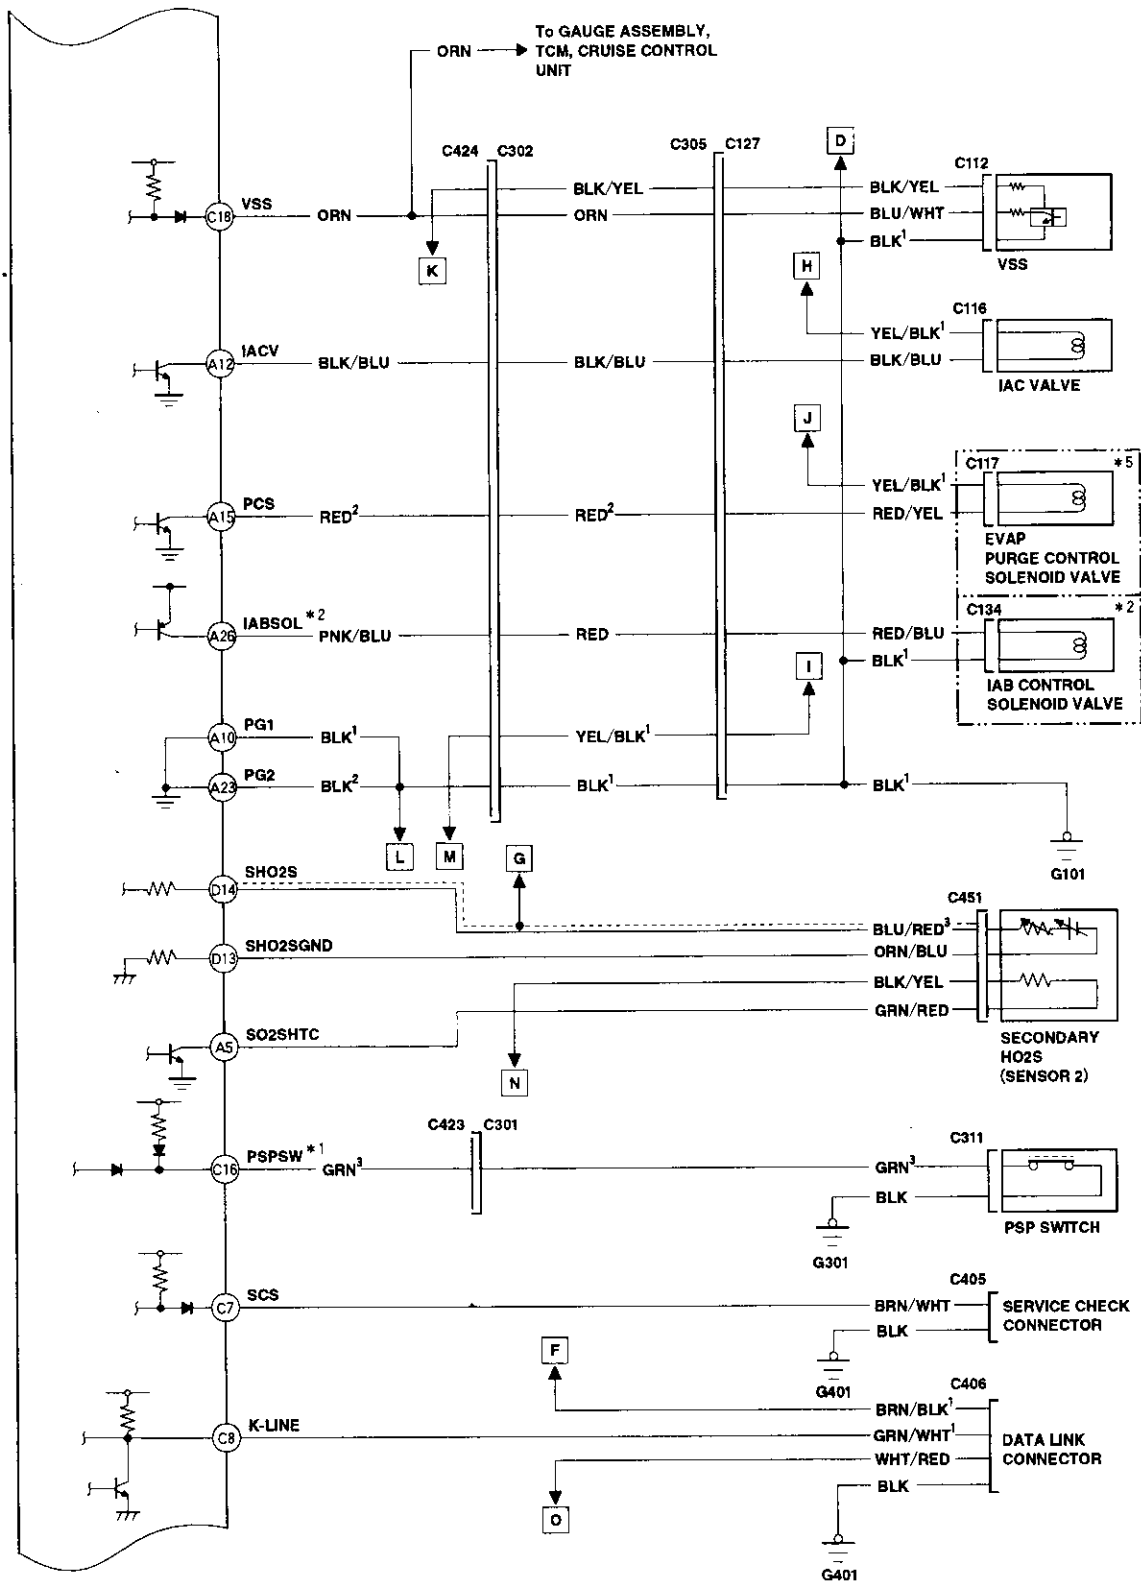 To GAUGE ASSEMBLY,
ORN TCM, CRUISE CONTROL
UNIT
C424 C302 C305 C127 D C112
BLK/YEL BLK/YEL
C18 VSS ORN ORN BLU/WHT
BLK1
K H VSS
C116
YEL/BLK1
A12 IACV BLK/BLU BLK/BLU BLK/BLU
IAC VALVE
J
C117 *5
YEL/BLK1
A15 PCS RED2 RED2 RED/YEL
EVAP
PURGE CONTROL
SOLENOID VALVE
C134 *2
A26 IABSOL *2 PNK/BLU RED RED/BLU
I BLK1
IAB CONTROL
SOLENOID VALVE
A10 PG1 BLK1 YEL/BLK1
A23 PG2 BLK2 BLK1 BLK1
L M G
G101
D14 SHO2S
C451
BLU/RED3
D13 SHO2SGND ORN/BLU
BLK/YEL
GRN/RED
A5 SO2SHTC
SECONDARY
HO2S
(SENSOR 2)
N
C423 C301 C311
C16 PSPSW *1 GRN3 GRN3
BLK
PSP SWITCH
G301
C405
C7 SCS BRN/WHT SERVICE CHECK
CONNECTOR
BLK
F
G401 C406
BRN/BLK1
C8 K-LINE GRN/WHT1 DATA LINK
CONNECTOR
WHT/RED
BLK
O
G401